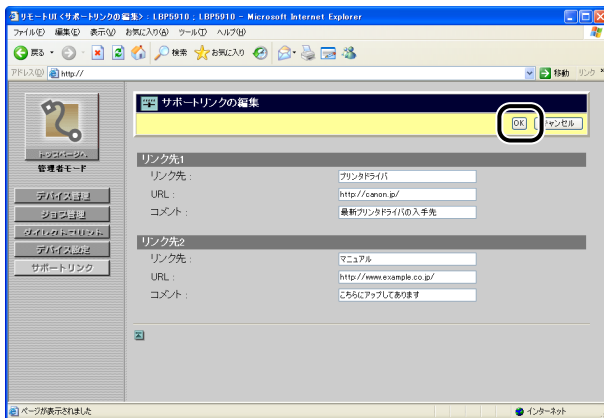 リモートUI <サポートリンクの編集> : LBP5910 ; LBP5910 - Microsoft Internet Explorer
ファイル(F) 編集(E) 表示(V) お気に入り(A) ツール(T) ヘルプ(H)
戻る 検索 お気に入り
アドレス(D) http:// 移動 リンク »
サポートリンクの編集
OK キャンセル
トップページへ
管理者モード
デバイス管理
ジョブ管理
ダイレクトプリント
デバイス設定
サポートリンク
リンク先1
リンク先 : プリンタドライバ
URL : http://canon.jp/
コメント : 最新プリンタドライバの入手先
リンク先2
リンク先 : マニュアル
URL : http://www.example.co.jp/
コメント : こちらにアップしてあります
ページが表示されました インターネット